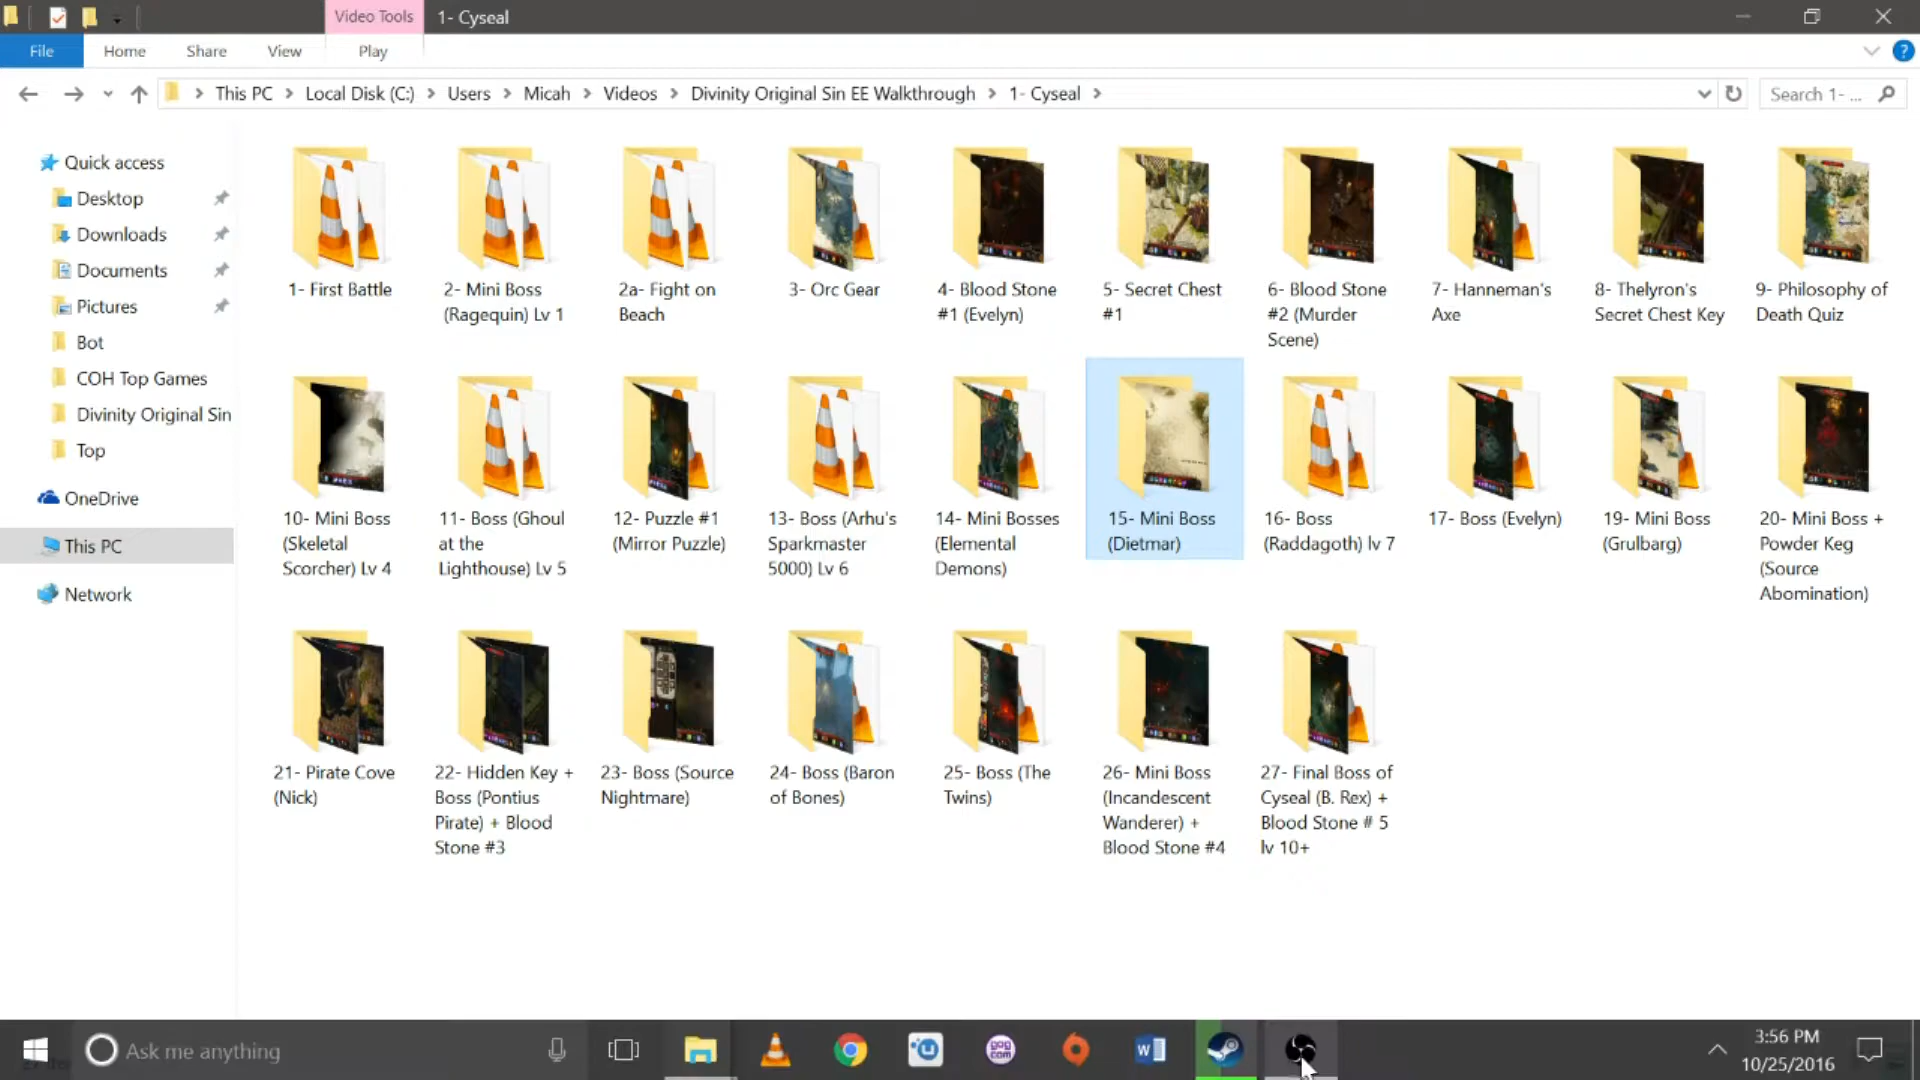 Video Tools
1- Cyseal
File
Home
Share
View
Play
?
This PC
Local Disk (C:)
Users
Micah
Videos
Divinity Original Sin EE Walkthrough
1- Cyseal
Search 1- ...
Quick access
Desktop
Downloads
Documents
Pictures
Bot
COH Top Games
Divinity Original Sin
Top
OneDrive
This PC
Network
1- First Battle
2- Mini Boss
(Ragequin) Lv 1
2a- Fight on
Beach
3- Orc Gear
4- Blood Stone
#1 (Evelyn)
5- Secret Chest
#1
6- Blood Stone
#2 (Murder
Scene)
7- Hanneman's
Axe
8- Thelyron's
Secret Chest Key
9- Philosophy of
Death Quiz
10- Mini Boss
(Skeletal
Scorcher) Lv 4
11- Boss (Ghoul
at the
Lighthouse) Lv 5
12- Puzzle #1
(Mirror Puzzle)
13- Boss (Arhu's
Sparkmaster
5000) Lv 6
14- Mini Bosses
(Elemental
Demons)
15- Mini Boss
(Dietmar)
16- Boss
(Raddagoth) lv 7
17- Boss (Evelyn)
19- Mini Boss
(Grulbarg)
20- Mini Boss +
Powder Keg
(Source
Abomination)
21- Pirate Cove
(Nick)
22- Hidden Key +
Boss (Pontius
Pirate) + Blood
Stone #3
23- Boss (Source
Nightmare)
24- Boss (Baron
of Bones)
25- Boss (The
Twins)
26- Mini Boss
(Incandescent
Wanderer) +
Blood Stone #4
27- Final Boss of
Cyseal (B. Rex) +
Blood Stone # 5
lv 10+
Ask me anything
gog
com
3:56 PM
10/25/2016